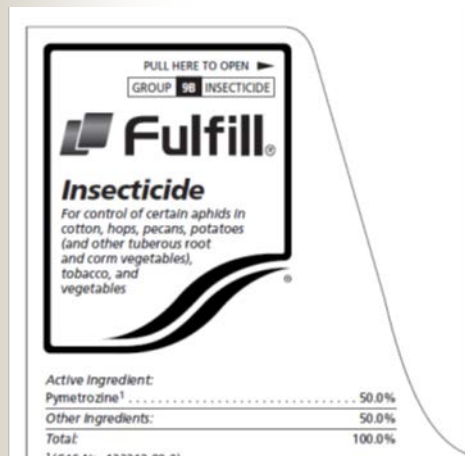 PULL HERE TO OPEN
GROUP 9B INSECTICIDE
Fulfill®
Insecticide
For control of certain aphids in
cotton, hops, pecans, potatoes
(and other tuberous root
and corm vegetables),
tobacco, and
vegetables
®
Active Ingredient:
Pymetrozine¹ . . . . . . . . . . . . . . . . . . . . . . . . . . . . . . . . . . 50.0%
Other Ingredients: 50.0%
Total: 100.0%